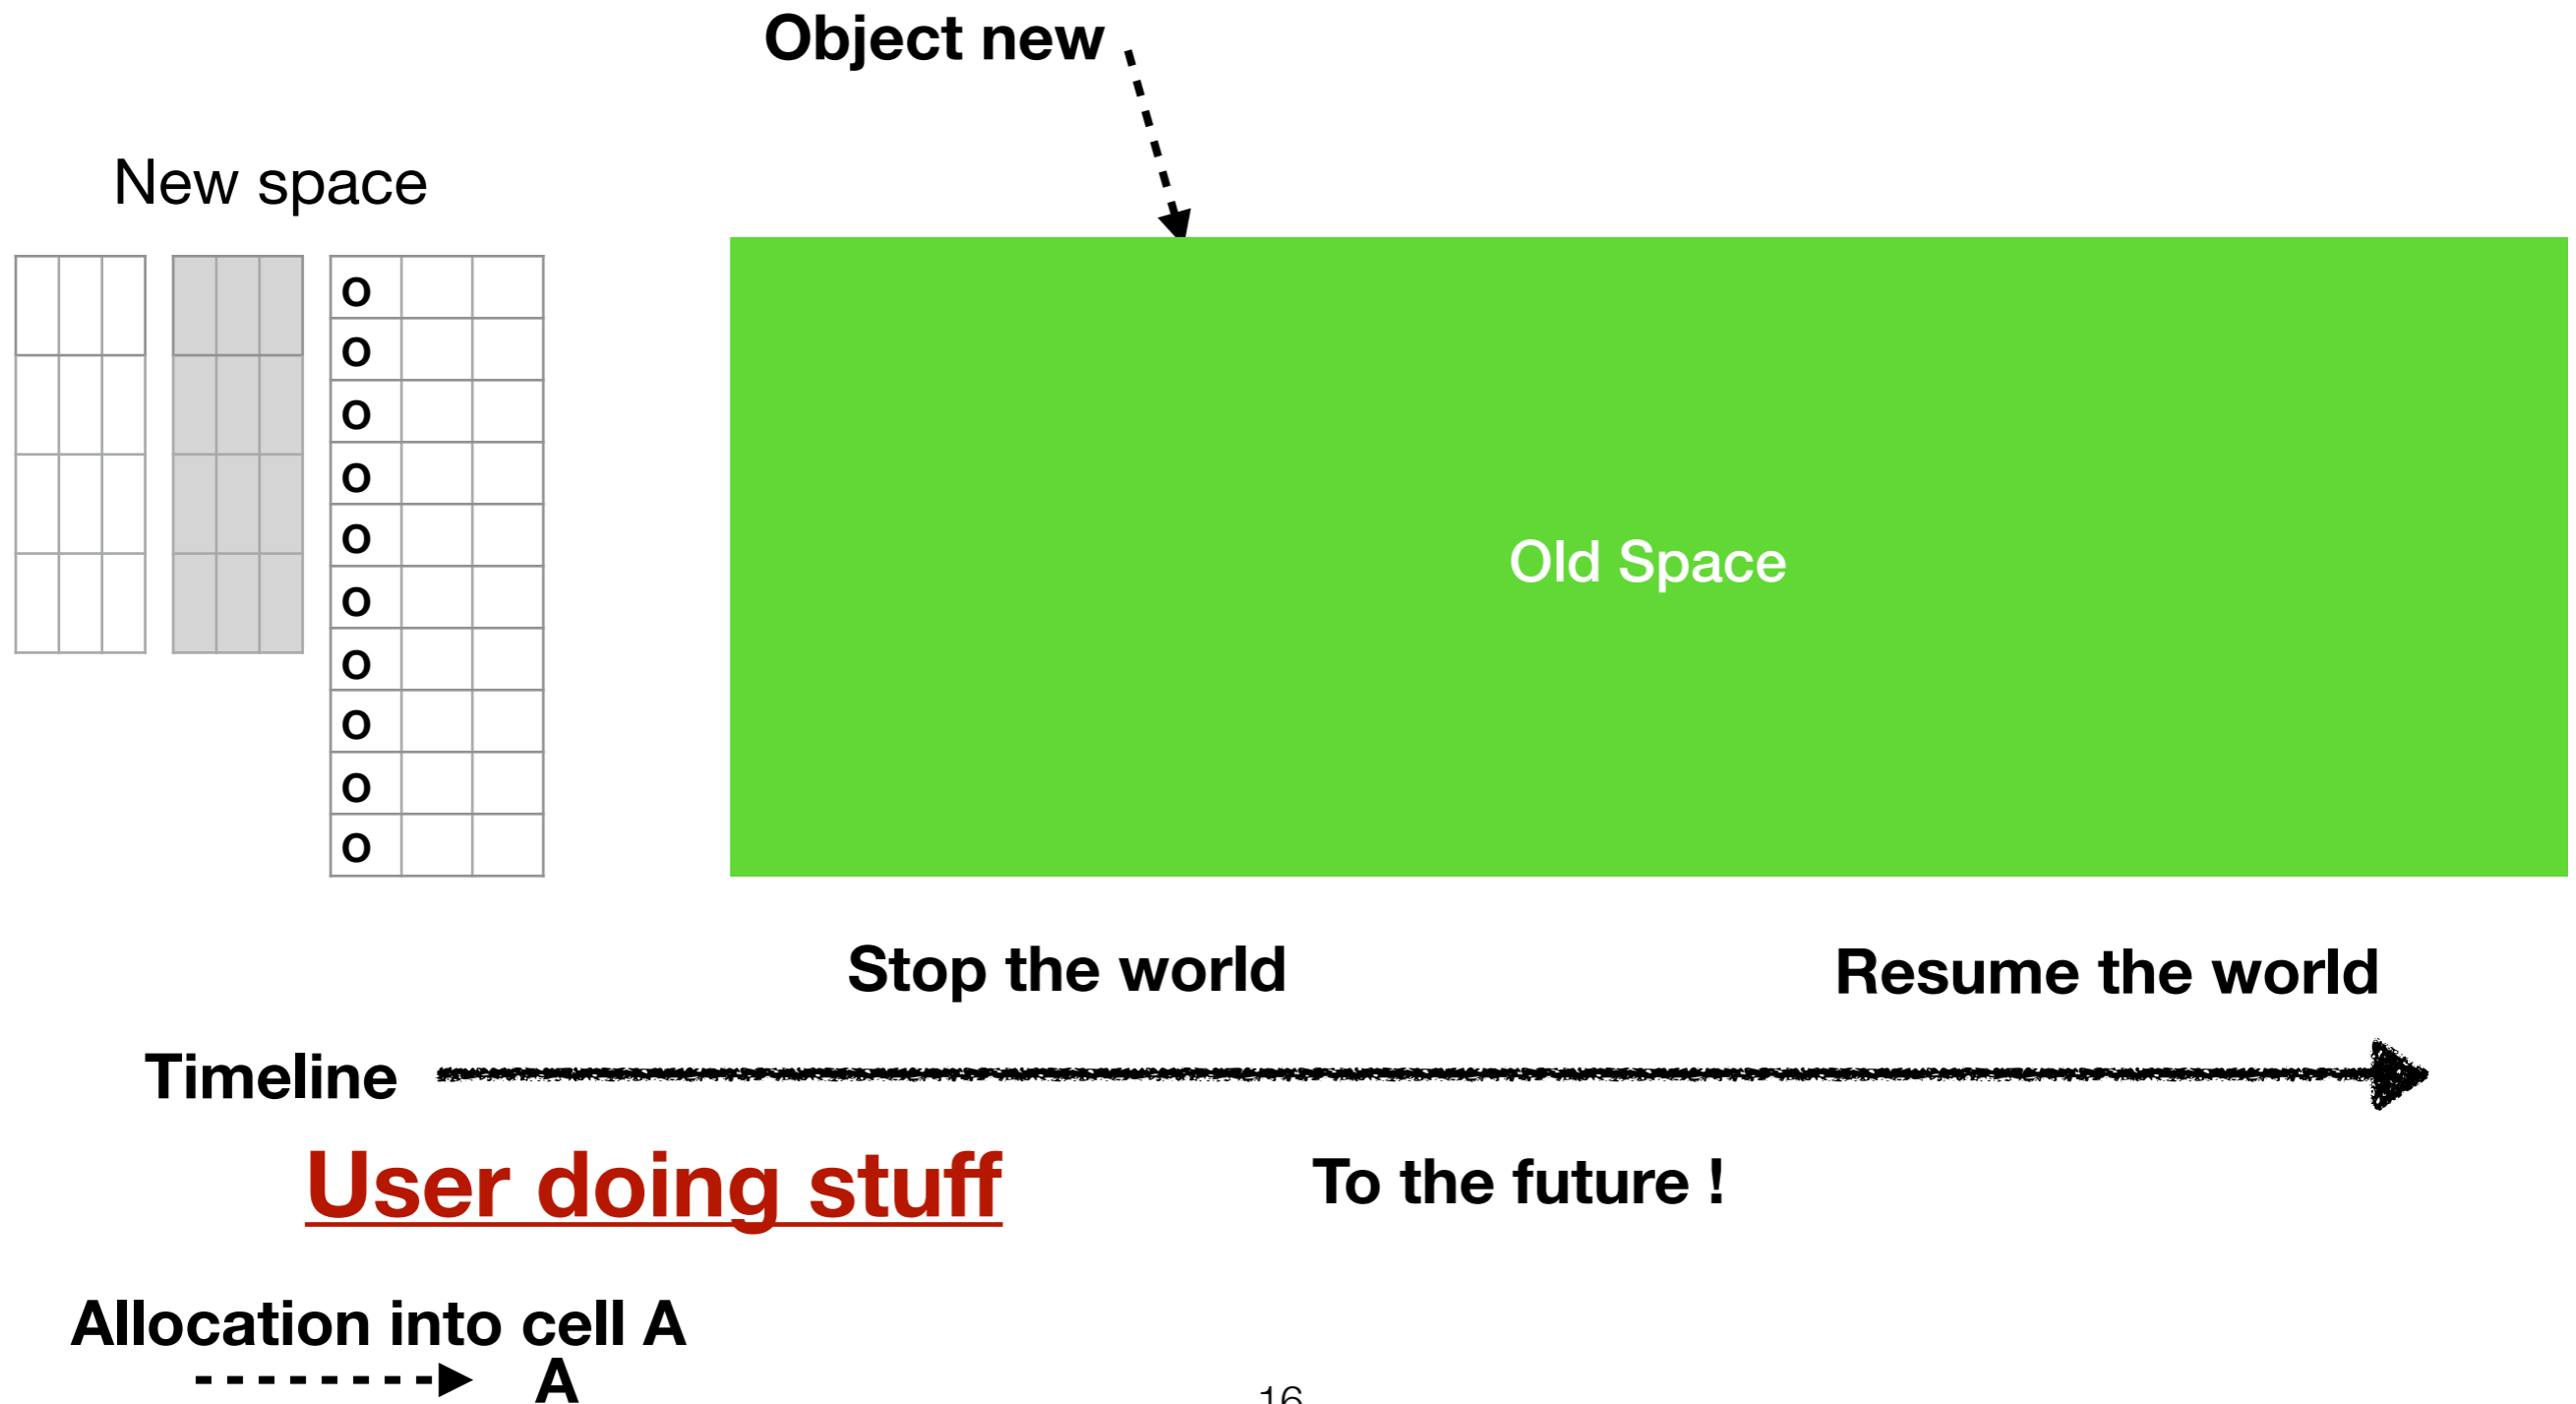 Object new
New space
o
o
o
o
o
o
o
o
o
o
Old Space
Stop the world
Resume the world
Timeline
User doing stuff
To the future !
Allocation into cell A
A
16